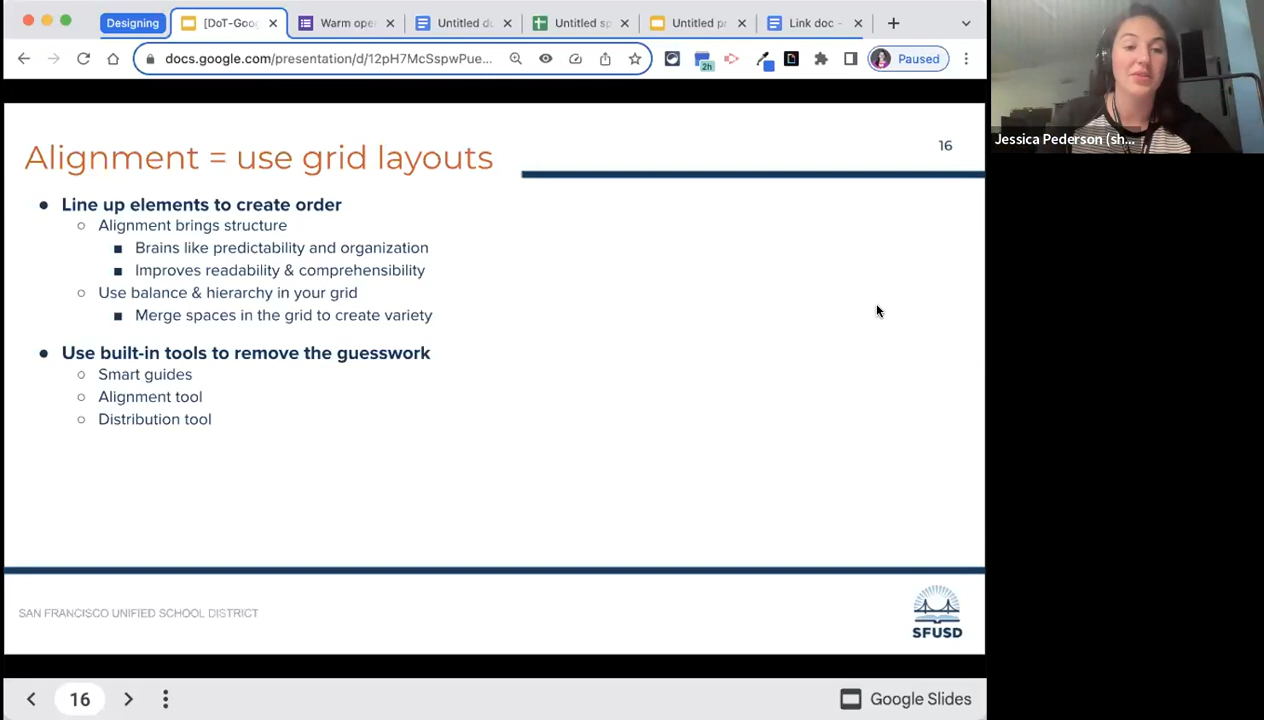 Designing
[DoT-Goo
Warm ope
Untitled d
Untitled sp
Untitled pr
Link doc -
docs.google.com/presentation/d/12pH7McSspwPue...
2h
Paused
Jessica Pederson (sh...
Alignment = use grid layouts
16
Line up elements to create order
Alignment brings structure
Brains like predictability and organization
Improves readability & comprehensibility
Use balance & hierarchy in your grid
Merge spaces in the grid to create variety
Use built-in tools to remove the guesswork
Smart guides
Alignment tool
Distribution tool
SAN FRANCISCO UNIFIED SCHOOL DISTRICT
SFUSD
16
Google Slides